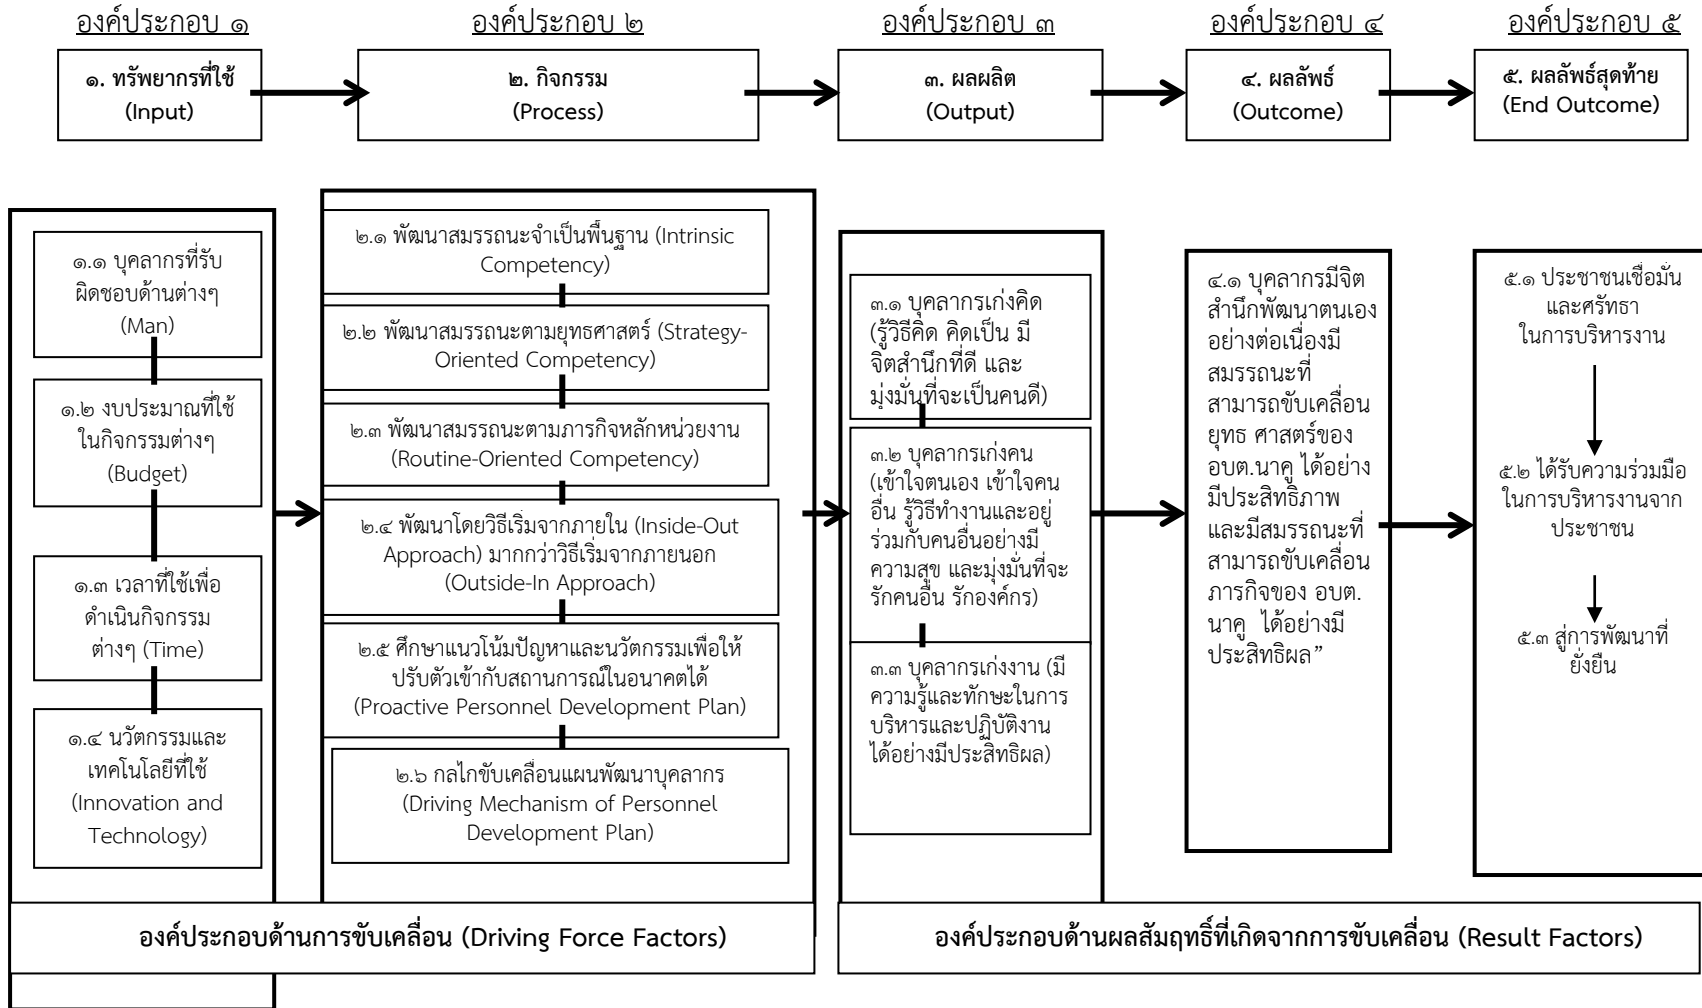 องค์ประกอบ ๑
องค์ประกอบ ๒
องค์ประกอบ ๓
องค์ประกอบ ๔
องค์ประกอบ ๕
๑. ทรัพยากรที่ใช้
(Input)
๒. กิจกรรม
(Process)
๓. ผลผลิต
(Output)
๔. ผลลัพธ์
(Outcome)
๕. ผลลัพธ์สุดท้าย
(End Outcome)
๑.๑ บุคลากรที่รับ
ผิดชอบด้านต่างๆ
(Man)
๑.๒ งบประมาณที่ใช้
ในกิจกรรมต่างๆ
(Budget)
๑.๓ เวลาที่ใช้เพื่อ
ดำเนินกิจกรรม
ต่างๆ (Time)
๑.๔ นวัตกรรมและ
เทคโนโลยีที่ใช้
(Innovation and
Technology)
๒.๑ พัฒนาสมรรถนะจำเป็นพื้นฐาน (Intrinsic
Competency)
๒.๒ พัฒนาสมรรถนะตามยุทธศาสตร์ (Strategy-
Oriented Competency)
๒.๓ พัฒนาสมรรถนะตามภารกิจหลักหน่วยงาน
(Routine-Oriented Competency)
๒.๔ พัฒนาโดยวิธีเริ่มจากภายใน (Inside-Out
Approach) มากกว่าวิธีเริ่มจากภายนอก
(Outside-In Approach)
๒.๕ ศึกษาแนวโน้มปัญหาและนวัตกรรมเพื่อให้
ปรับตัวเข้ากับสถานการณ์ในอนาคตได้
(Proactive Personnel Development Plan)
๒.๖ กลไกขับเคลื่อนแผนพัฒนาบุคลากร
(Driving Mechanism of Personnel
Development Plan)
๓.๑ บุคลากรเก่งคิด
(รู้วิธีคิด คิดเป็น มี
จิตสำนึกที่ดี และ
มุ่งมั่นที่จะเป็นคนดี)
๓.๒ บุคลากรเก่งคน
(เข้าใจตนเอง เข้าใจคน
อื่น รู้วิธีทำงานและอยู่
ร่วมกับคนอื่นอย่างมี
ความสุข และมุ่งมั่นที่จะ
รักคนอื่น รักองค์กร)
๓.๓ บุคลากรเก่งงาน (มี
ความรู้และทักษะในการ
บริหารและปฏิบัติงาน
ได้อย่างมีประสิทธิผล)
๔.๑ บุคลากรมีจิต
สำนึกพัฒนาตนเอง
อย่างต่อเนื่องมี
สมรรถนะที่
สามารถขับเคลื่อน
ยุทธ ศาสตร์ของ
อบต.นาคู ได้อย่าง
มีประสิทธิภาพ
และมีสมรรถนะที่
สามารถขับเคลื่อน
ภารกิจของ อบต.
นาคู ได้อย่างมี
ประสิทธิผล”
๕.๑ ประชาชนเชื่อมั่น
และศรัทธา
ในการบริหารงาน
๕.๒ ได้รับความร่วมมือ
ในการบริหารงานจาก
ประชาชน
๕.๓ สู่การพัฒนาที่
ยั่งยืน
องค์ประกอบด้านการขับเคลื่อน (Driving Force Factors)
องค์ประกอบด้านผลสัมฤทธิ์ที่เกิดจากการขับเคลื่อน (Result Factors)